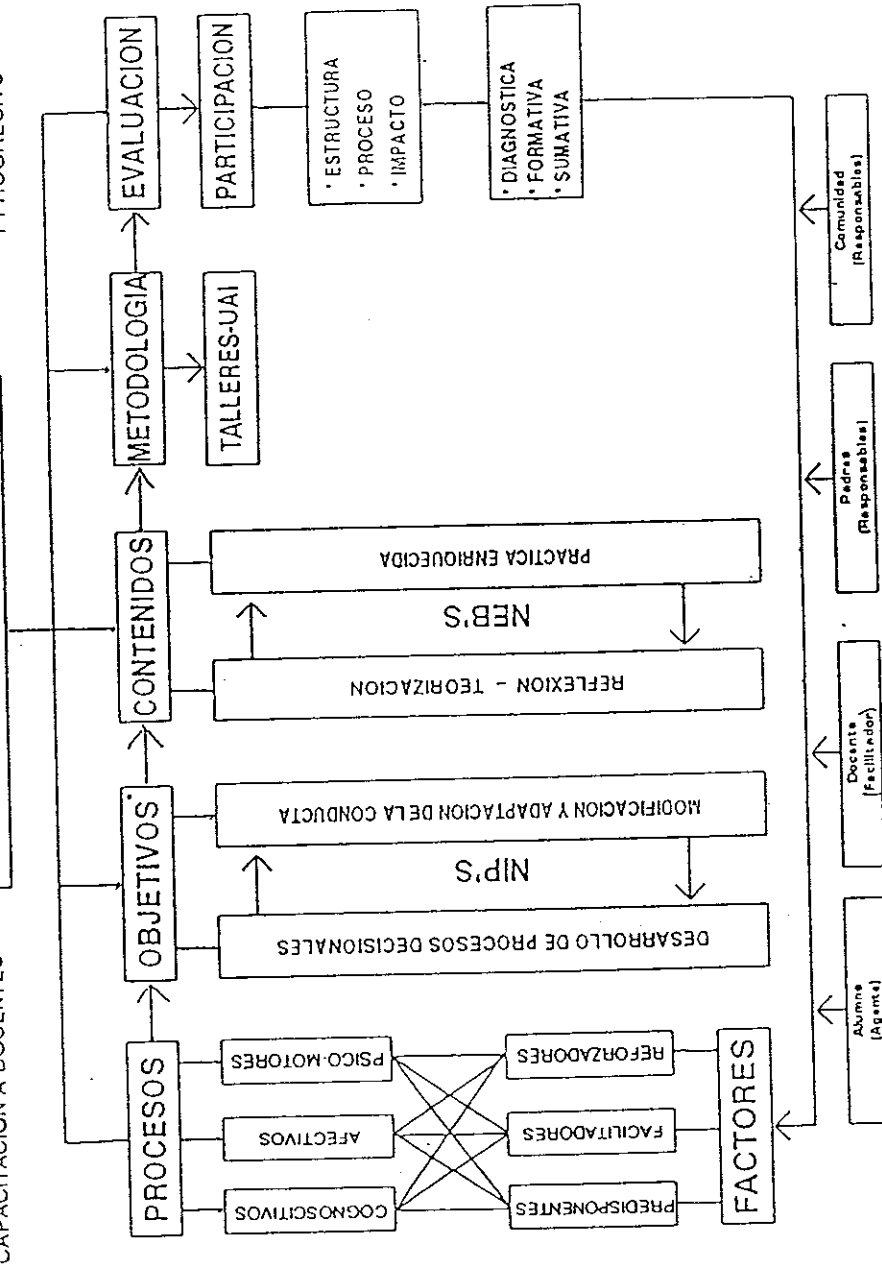 CAPACITACION A DOCENTES
PROCESOS
OBJETIVOS
CONTENIDOS
METODOLOGIA
EVALUACION
COGNOSCITIVOS
AFECTIVOS
PSICO-MOTORES
PREDISPONENTES
FACILITADORES
REFORZADORES
FACTORES
DESARROLLO DE PROCESOS DECISIONALES
NIP'S
MODIFICACION Y ADAPTACION DE LA CONDUCTA
REFLEXION - TEORIZACION
NEB'S
PRACTICA ENRIQUECIDA
TALLERES-UAI
PARTICIPACION
* ESTRUCTURA
* PROCESO
* IMPACTO
* DIAGNOSTICA
* FORMATIVA
* SUMATIVA
Alumno
(Agente)
Docente
(Facilitador)
Padres
(Responsables)
Comunidad
(Responsables)